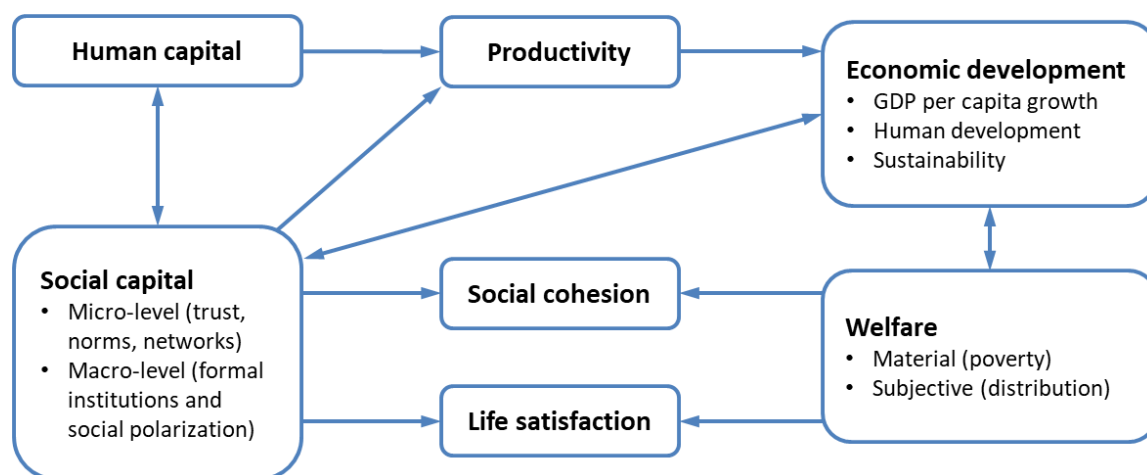 Human capital
Productivity
Economic development
• GDP per capita growth
• Human development
• Sustainability
Social capital
• Micro-level (trust,
norms, networks)
• Macro-level (formal
institutions and
social polarization)
Social cohesion
Life satisfaction
Welfare
• Material (poverty)
• Subjective (distribution)